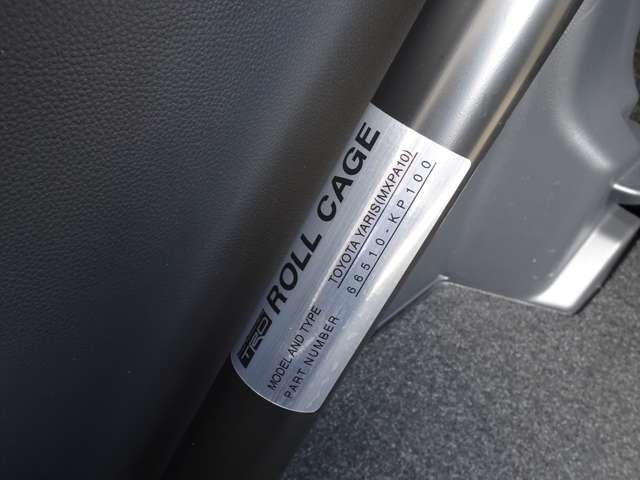 TRD ROLL CAGE
MODEL AND TYPE TOYOTA YARIS(MXPA10)
PART NUMBER 66510-KP100